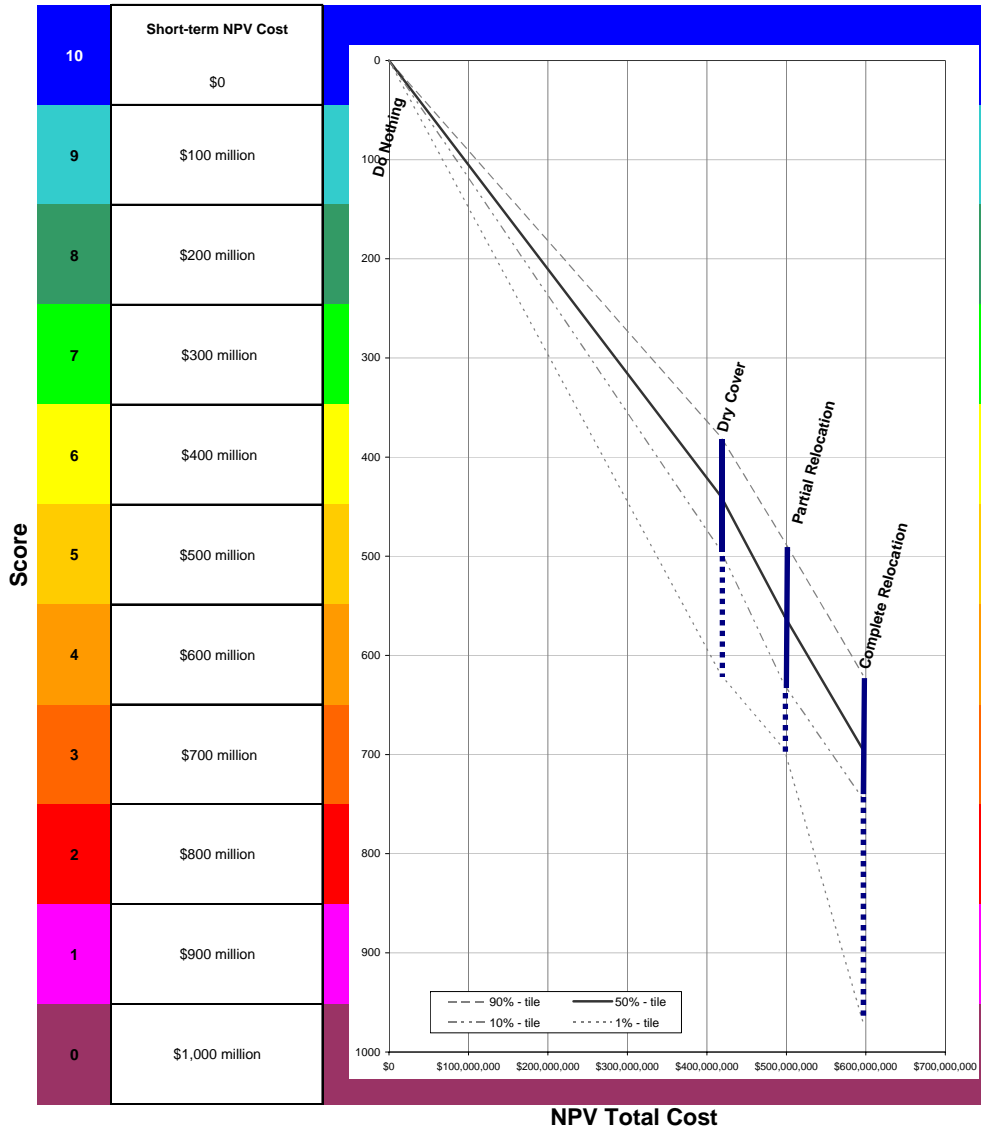 Short-term NPV Cost
10
$0
9
$100 million
8
$200 million
7
$300 million
6
$400 million
5
$500 million
4
$600 million
3
$700 million
2
$800 million
1
$900 million
0
$1,000 million
Score
0
100
200
300
400
500
600
700
800
900
1000
Do Nothing
Dry Cover
Partial Relocation
Complete Relocation
90% - tile
50% - tile
10% - tile
1% - tile
$0
$100,000,000
$200,000,000
$300,000,000
$400,000,000
$500,000,000
$600,000,000
$700,000,000
NPV Total Cost